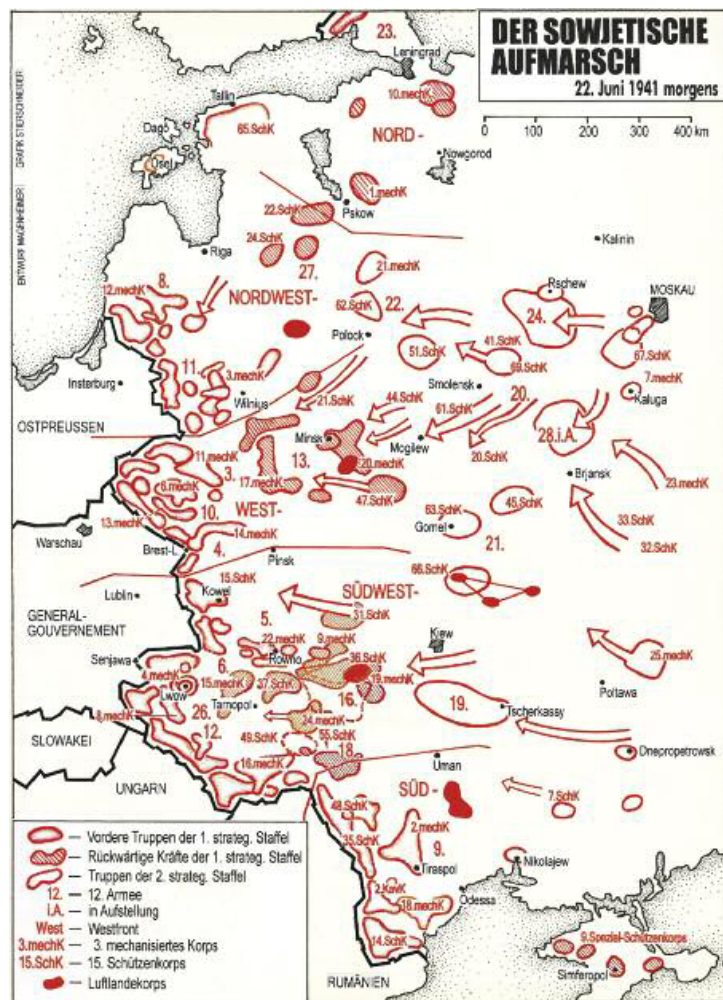 DER SOWJETISCHE
AUFMARSCH
22. Juni 1941 morgens
0 100 200 300 400 km
GRAFIK STIERSCHNEIDER
ENTWURF MAGENHEIMER
23.
Leningrad
10.mechK
Tallin
65.SchK
NORD-
Dagö
Ösel
Nowgorod
1.mechK
Pskow
22.SchK
24.SchK
Riga
27.
21.mechK
Kalinin
12.mechK
8.
NORDWEST-
62.SchK
22.
Rschew
MOSKAU
24.
Polock
51.SchK
41.SchK
69.SchK
67.SchK
11.
3.mechK
Insterburg
Wilnius
21.SchK
44.SchK
Smolensk
7.mechK
Kaluga
61.SchK
20.
OSTPREUSSEN
Minsk
Mogilew
28.i.A.
11.mechK
13.
20.mechK
20.SchK
Brjansk
3.
6.mechK
17.mechK
47.SchK
23.mechK
10.
WEST-
45.SchK
13.mechK
63.SchK
33.SchK
32.SchK
Warschau
14.mechK
Gomel
21.
Brest-L.
4.
Pinsk
15.SchK
66.SchK
Lublin
Kowel
SÜDWEST-
31.SchK
GENERAL-
GOUVERNEMENT
5.
22.mechK
9.mechK
Kiew
Rowno
36.SchK
25.mechK
Senjawa
6.
4.mechK
15.mechK
37.SchK
19.mechK
Lwow
16.
19.
Poltawa
8.mechK
26.
Tarnopol
24.mechK
Tscherkassy
SLOWAKEI
12.
49.SchK
55.SchK
18.
16.mechK
Uman
Dnepropetrowsk
UNGARN
SÜD-
7.SchK
48.SchK
2.mechK
35.SchK
9.
Tiraspol
Nikolajew
2.KavK
18.mechK
Odessa
14.SchK
9.Spezial-Schützenkorps
Simferopol
RUMÄNIEN
— Vordere Truppen der 1. strateg. Staffel
— Rückwärtige Kräfte der 1. strateg. Staffel
— Truppen der 2. strateg. Staffel
12. — 12. Armee
i.A. — in Aufstellung
West — Westfront
3.mechK — 3. mechanisiertes Korps
15.SchK — 15. Schützenkorps
— Luftlandekorps